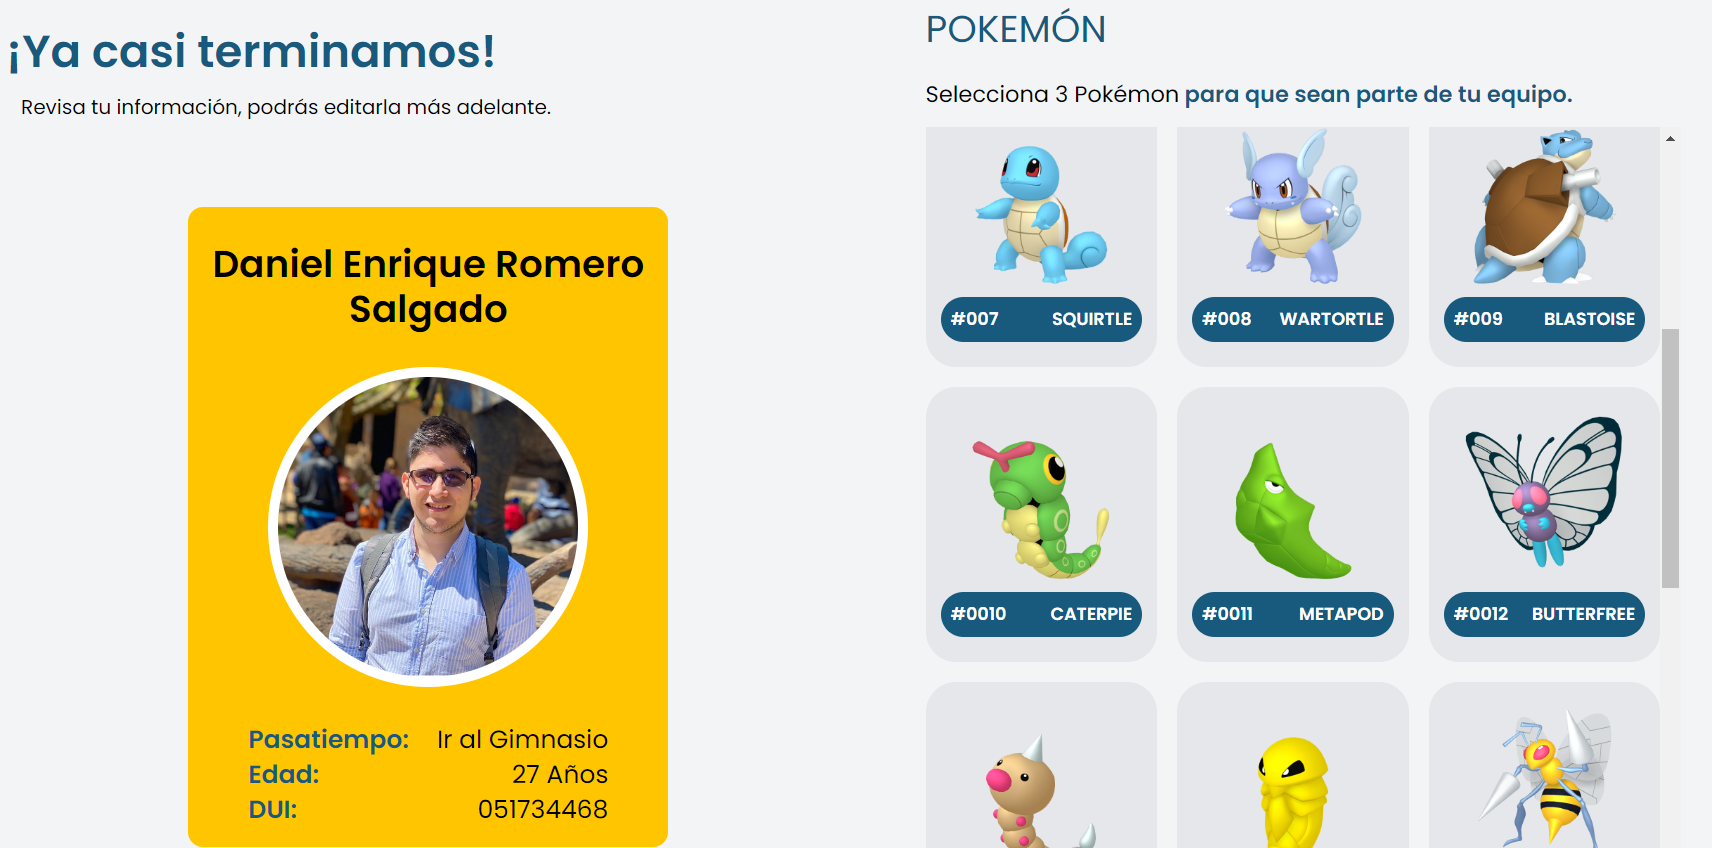 ¡Ya casi terminamos!
Revisa tu información, podrás editarla más adelante.
Daniel Enrique Romero
Salgado
Pasatiempo: Ir al Gimnasio
Edad: 27 Años
DUI: 051734468
POKEMÓN
Selecciona 3 Pokémon para que sean parte de tu equipo.
#007 SQUIRTLE
#008 WARTORTLE
#009 BLASTOISE
#0010 CATERPIE
#0011 METAPOD
#0012 BUTTERFREE